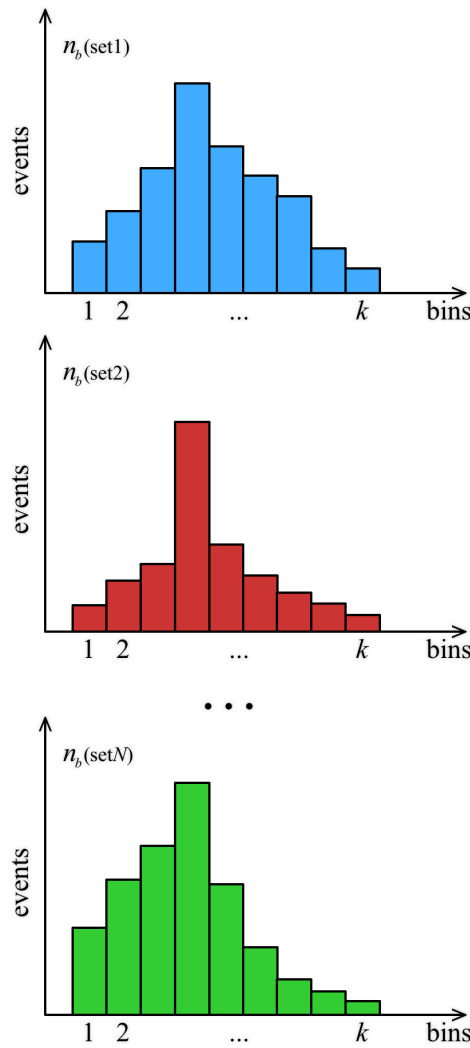 n_b(set1)
events
1 2 ... k bins
n_b(set2)
events
1 2 ... k bins
...
n_b(setN)
events
1 2 ... k bins